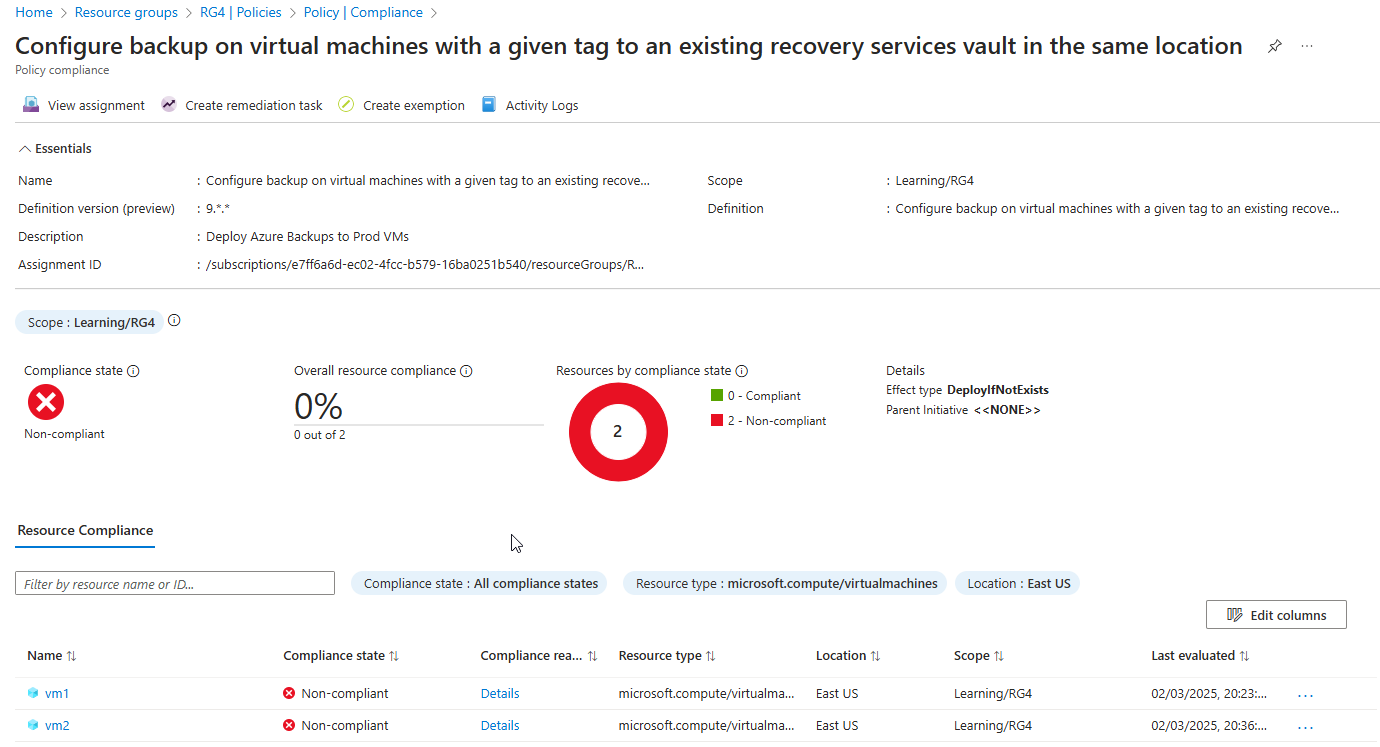 Home > Resource groups > RG4 | Policies > Policy | Compliance >
Configure backup on virtual machines with a given tag to an existing recovery services vault in the same location
Policy compliance
View assignment Create remediation task Create exemption Activity Logs
Essentials
Name : Configure backup on virtual machines with a given tag to an existing recove... Scope : Learning/RG4
Definition version (preview) : 9.*.* Definition : Configure backup on virtual machines with a given tag to an existing recove...
Description : Deploy Azure Backups to Prod VMs
Assignment ID : /subscriptions/e7ff6a6d-ec02-4fcc-b579-16ba0251b540/resourceGroups/R...
Scope : Learning/RG4
Compliance state Overall resource compliance Resources by compliance state Details
0% 0 - Compliant Effect type DeployIfNotExists
Parent Initiative <<NONE>>
2 - Non-compliant
Non-compliant 0 out of 2 2
Resource Compliance
Filter by resource name or ID... Compliance state : All compliance states Resource type : microsoft.compute/virtualmachines Location : East US
Edit columns
Name Compliance state Compliance rea... Resource type Location Scope Last evaluated
vm1 Non-compliant Details microsoft.compute/virtualma... East US Learning/RG4 02/03/2025, 20:23:... ...
vm2 Non-compliant Details microsoft.compute/virtualma... East US Learning/RG4 02/03/2025, 20:36:... ...